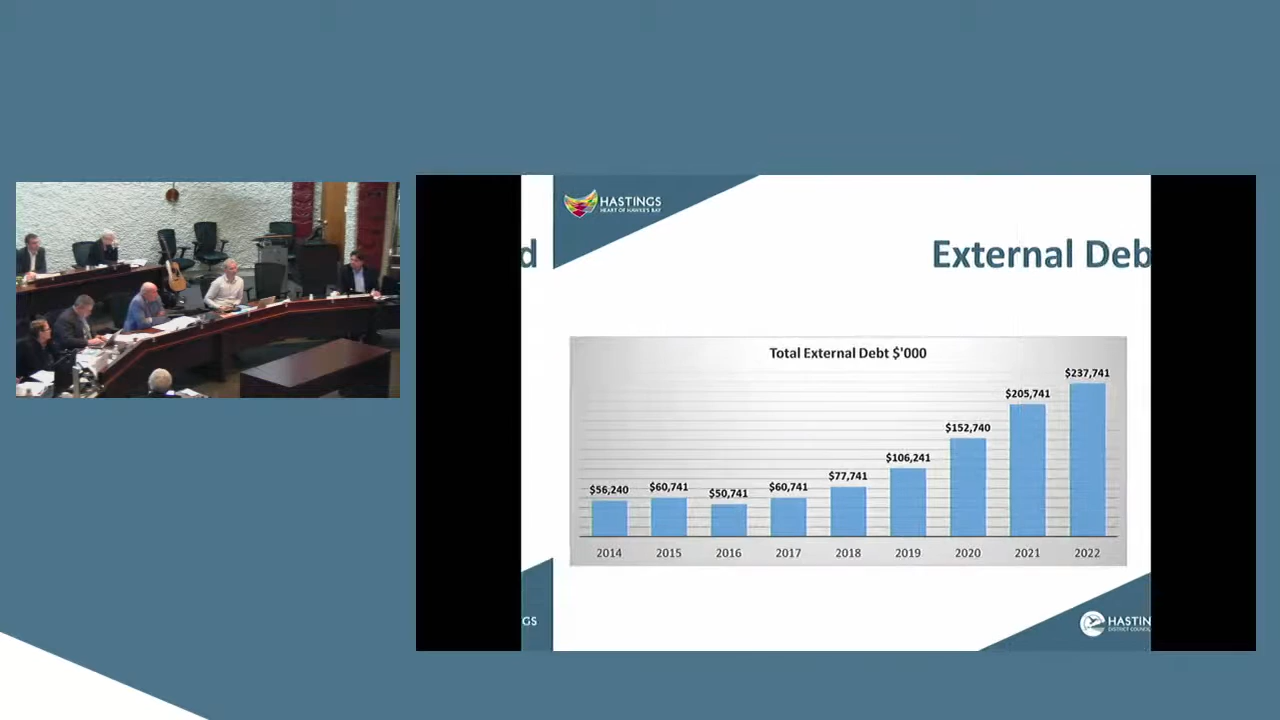 HASTINGS
HEART OF HAWKE'S BAY
d
External Deb
Total External Debt $'000
$56,240
$60,741
$50,741
$60,741
$77,741
$106,241
$152,740
$205,741
$237,741
2014
2015
2016
2017
2018
2019
2020
2021
2022
GS
HASTIN
DISTRICT COUNCI